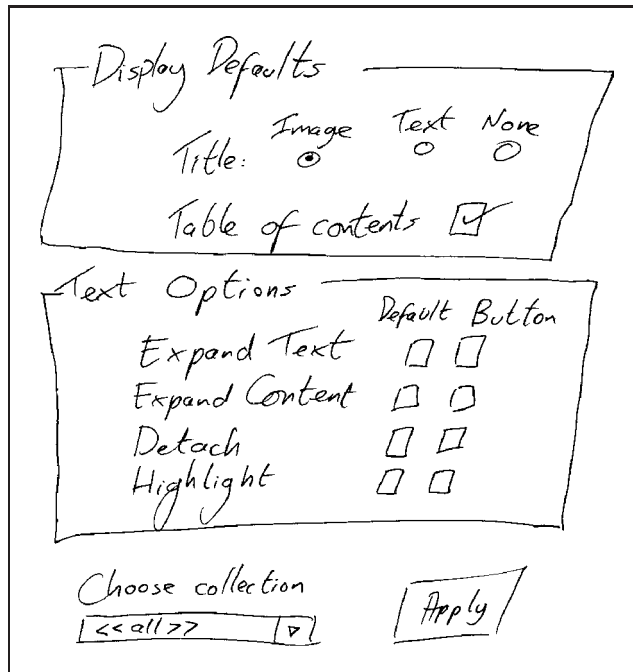 Display Defaults
Image Text None
Title:
Table of contents
Text Options
Default Button
Expand Text
Expand Content
Detach
Highlight
Choose collection
<<all>>
Apply